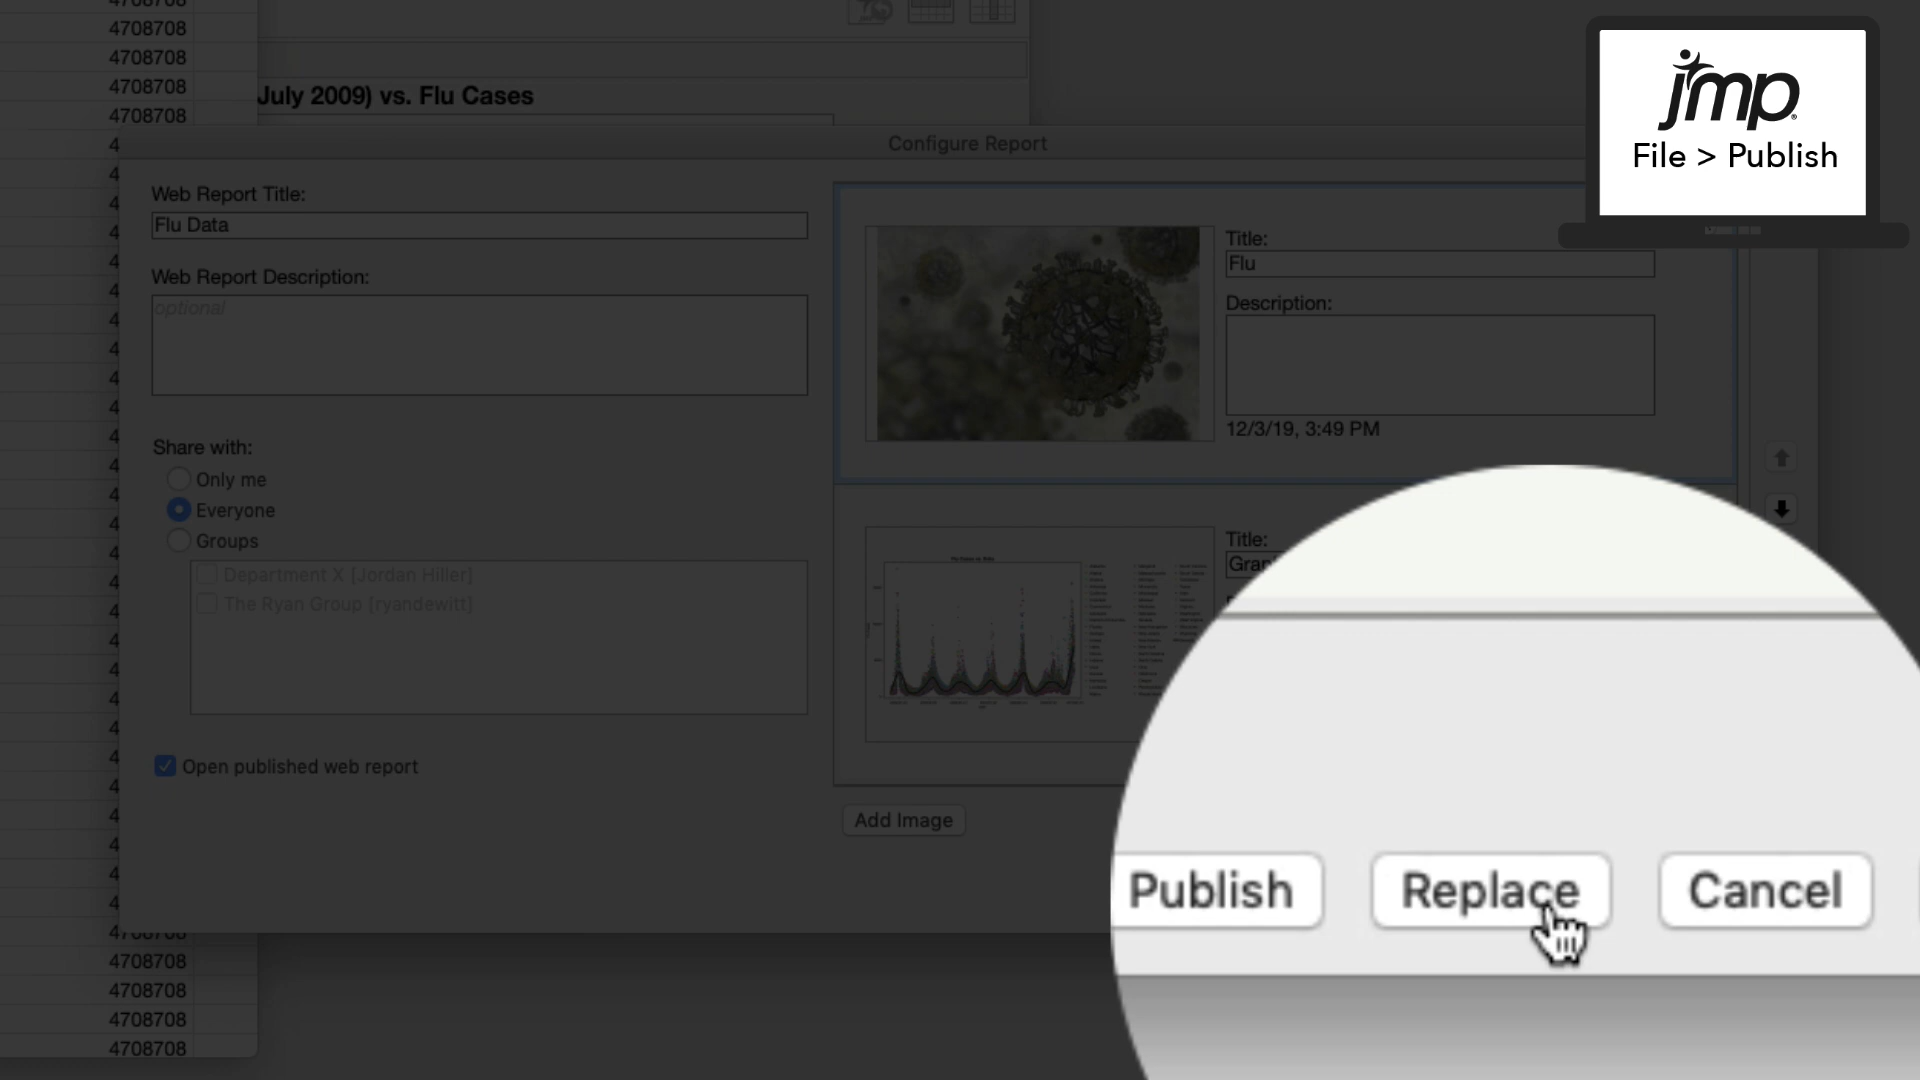 4708708
4708708
4708708
4708708
July 2009) vs. Flu Cases
jmp
File > Publish
Configure Report
Web Report Title:
Flu Data
Web Report Description:
optional
Share with:
Only me
Everyone
Groups
Department X [Jordan Hiller]
The Ryan Group [ryandewitt]
Open published web report
Title:
Flu
Description:
12/3/19, 3:49 PM
Title:
Add Image
Publish
Replace
Cancel
4708708
4708708
4708708
4708708